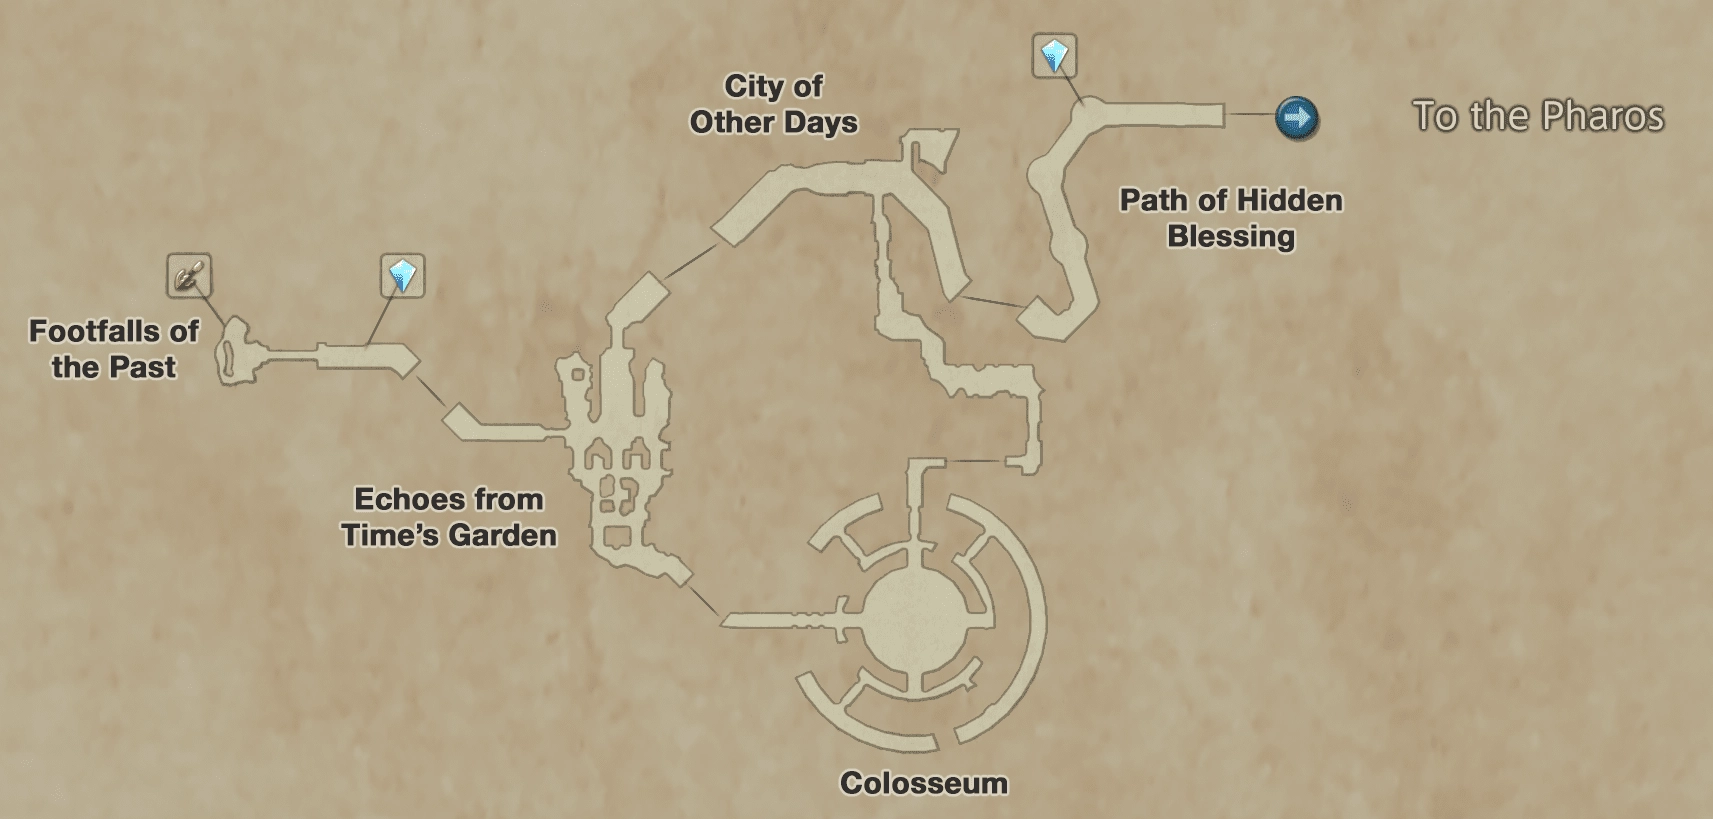 City of
Other Days
To the Pharos
Path of Hidden
Blessing
Footfalls of
the Past
Echoes from
Time's Garden
Colosseum